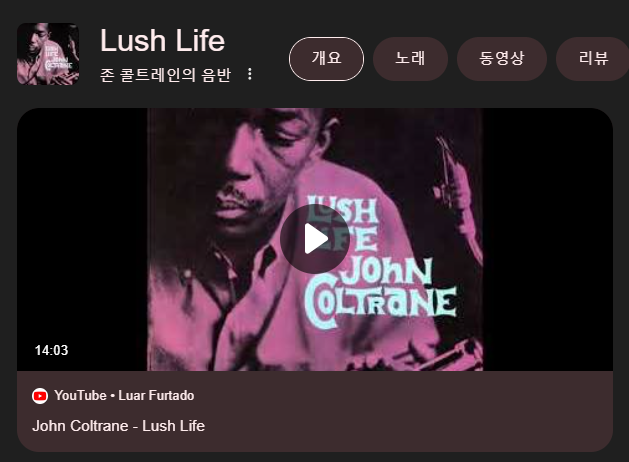 Lush Life
존 콜트레인의 음반
개요
노래
동영상
리뷰
LUSH
LIFE
JOHN
COLTRANE
14:03
YouTube • Luar Furtado
John Coltrane - Lush Life